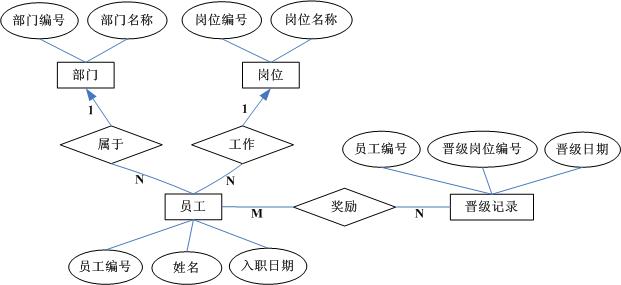 部门编号 部门名称 岗位编号 岗位名称
部门 岗位
1 1
属于 工作
员工编号 晋级岗位编号 晋级日期
N N
员工 M 奖励 N 晋级记录
员工编号 姓名 入职日期